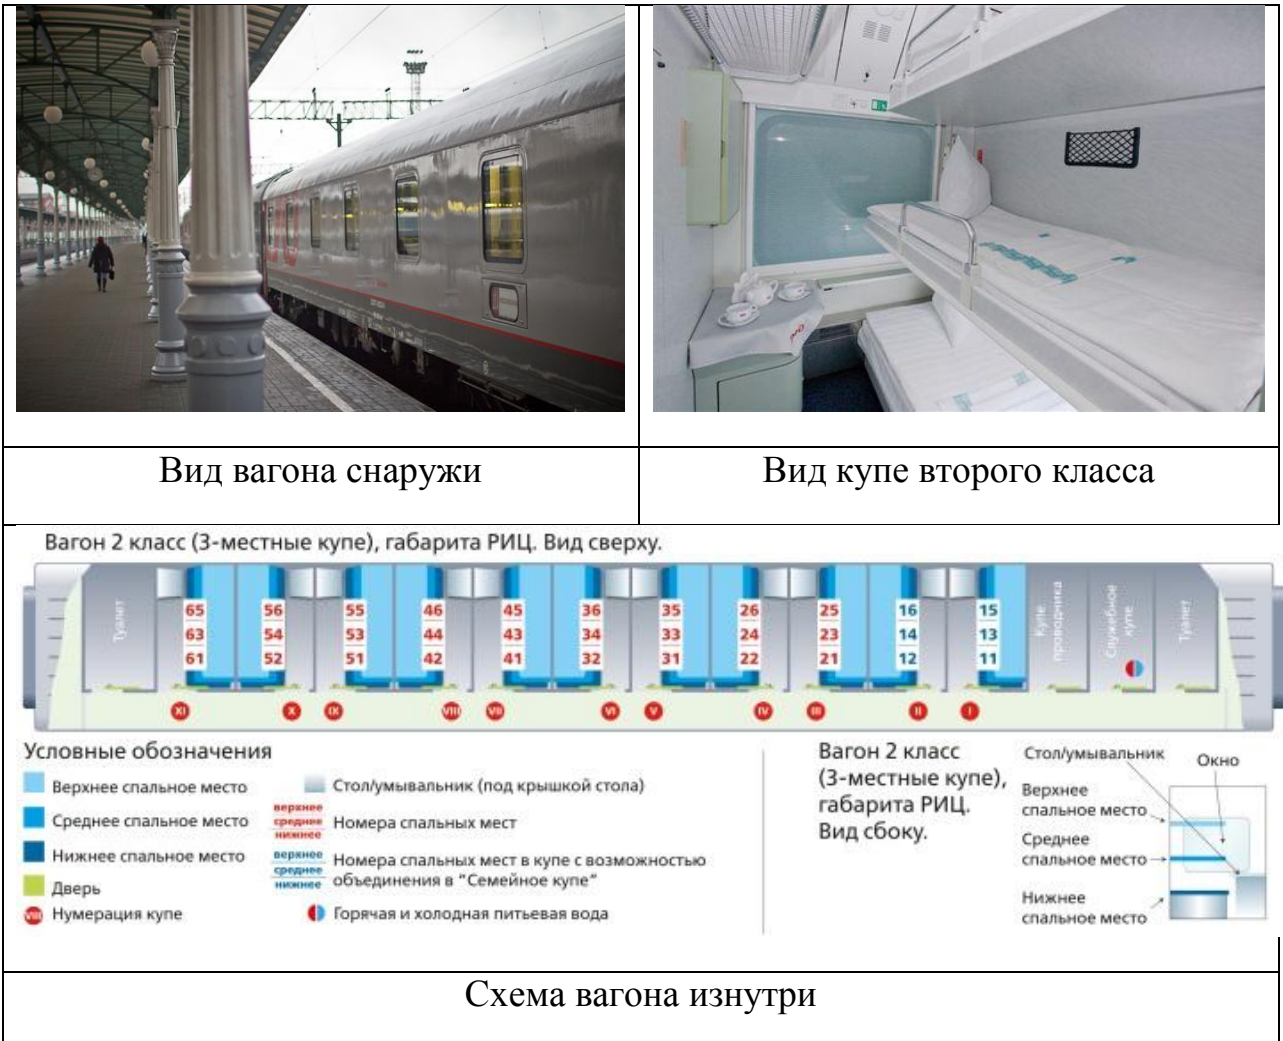 Вид вагона снаружи
Вид купе второго класса
Вагон 2 класс (3-местные купе), габарита РИЦ. Вид сверху.
Туалет
65 56 55 46 45 36 35 26 25 16 15
63 54 53 44 43 34 33 24 23 14 13
61 52 51 42 41 32 31 22 21 12 11
Купе проводника
Служебное купе
Туалет
XI X IX VIII VII VI V IV III II I
Условные обозначения
Верхнее спальное место
Среднее спальное место
Нижнее спальное место
Дверь
VIII Нумерация купе
Стол/умывальник (под крышкой стола)
верхнее
среднее
нижнее
Номера спальных мест
верхнее
среднее
нижнее
Номера спальных мест в купе с возможностью
объединения в "Семейное купе"
Горячая и холодная питьевая вода
Вагон 2 класс
(3-местные купе),
габарита РИЦ.
Вид сбоку.
Стол/умывальник
Окно
Верхнее
спальное место
Среднее
спальное место
Нижнее
спальное место
Схема вагона изнутри